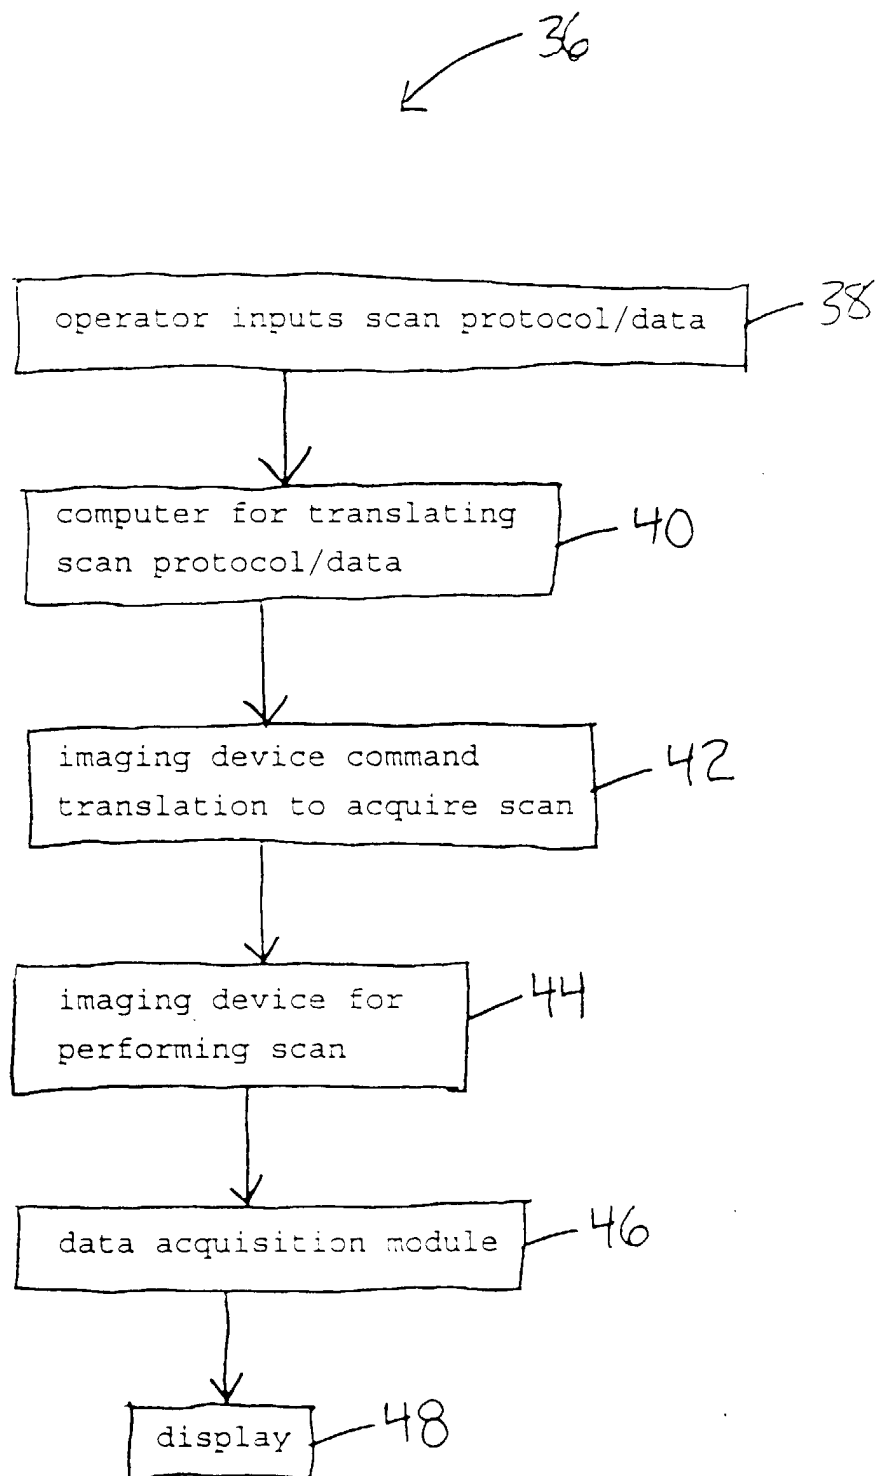 36
operator inputs scan protocol/data
38
computer for translating
scan protocol/data
40
imaging device command
translation to acquire scan
42
imaging device for
performing scan
44
data acquisition module
46
display
48